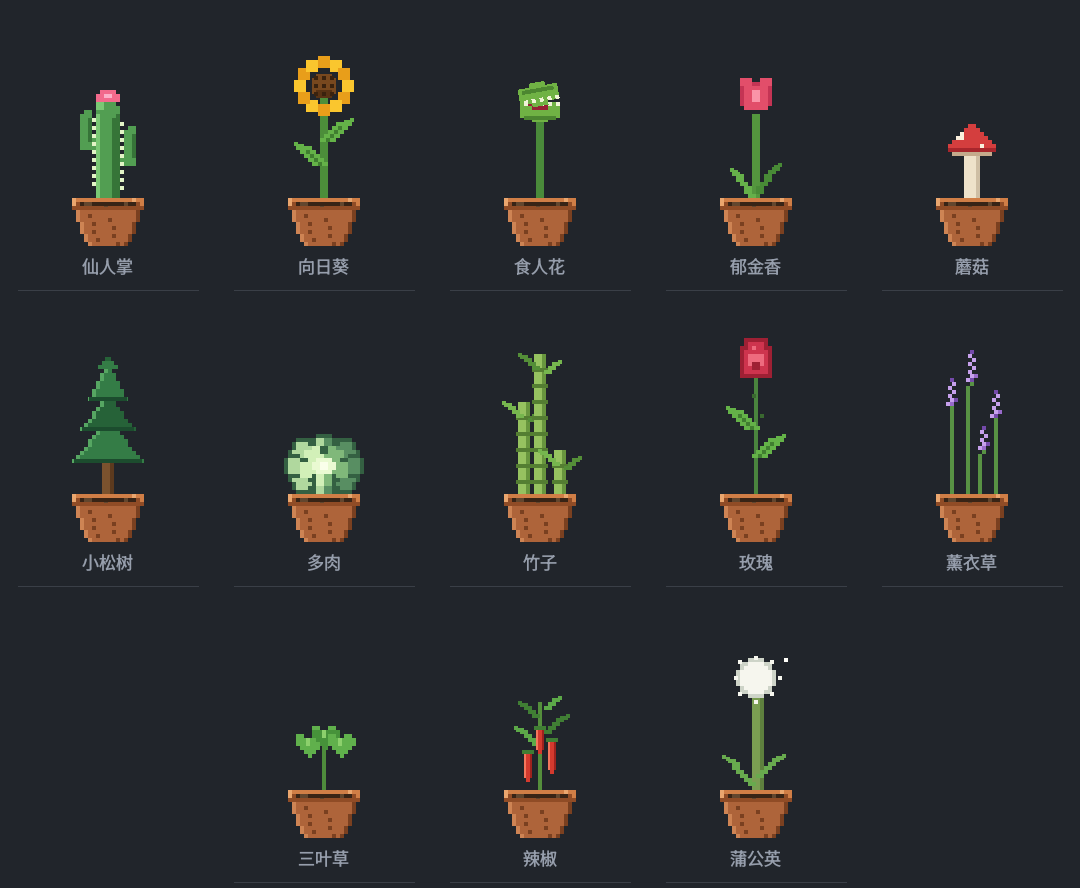 仙人掌
向日葵
食人花
郁金香
蘑菇
小松树
多肉
竹子
玫瑰
薰衣草
三叶草
辣椒
蒲公英